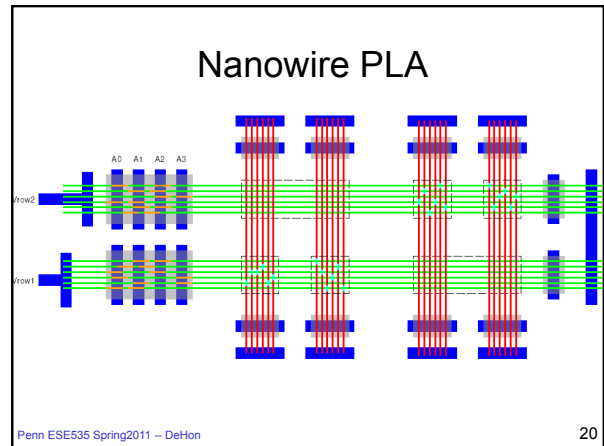 Nanowire PLA
A0 A1 A2 A3
Vrow2
Vrow1
Penn ESE535 Spring2011 -- DeHon
20